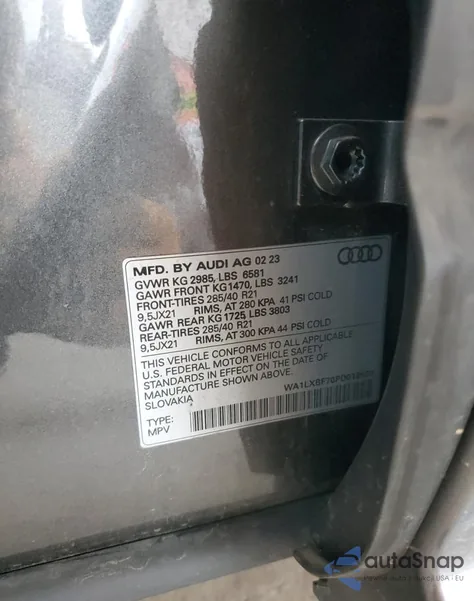 MFD. BY AUDI AG 02 23
GVWR KG 2985, LBS 6581
GAWR FRONT KG1470, LBS 3241
FRONT-TIRES 285/40 R21
9,5JX21 RIMS, AT 280 KPA 41 PSI COLD
GAWR REAR KG 1725, LBS 3803
REAR-TIRES 285/40 R21
9,5JX21 RIMS, AT 300 KPA 44 PSI COLD
THIS VEHICLE CONFORMS TO ALL APPLICABLE
U.S. FEDERAL MOTOR VEHICLE SAFETY
STANDARDS IN EFFECT ON THE DATE OF
MANUFACTURE SHOWN ABOVE.
SLOVAKIA
TYPE:
MPV
autaSnap